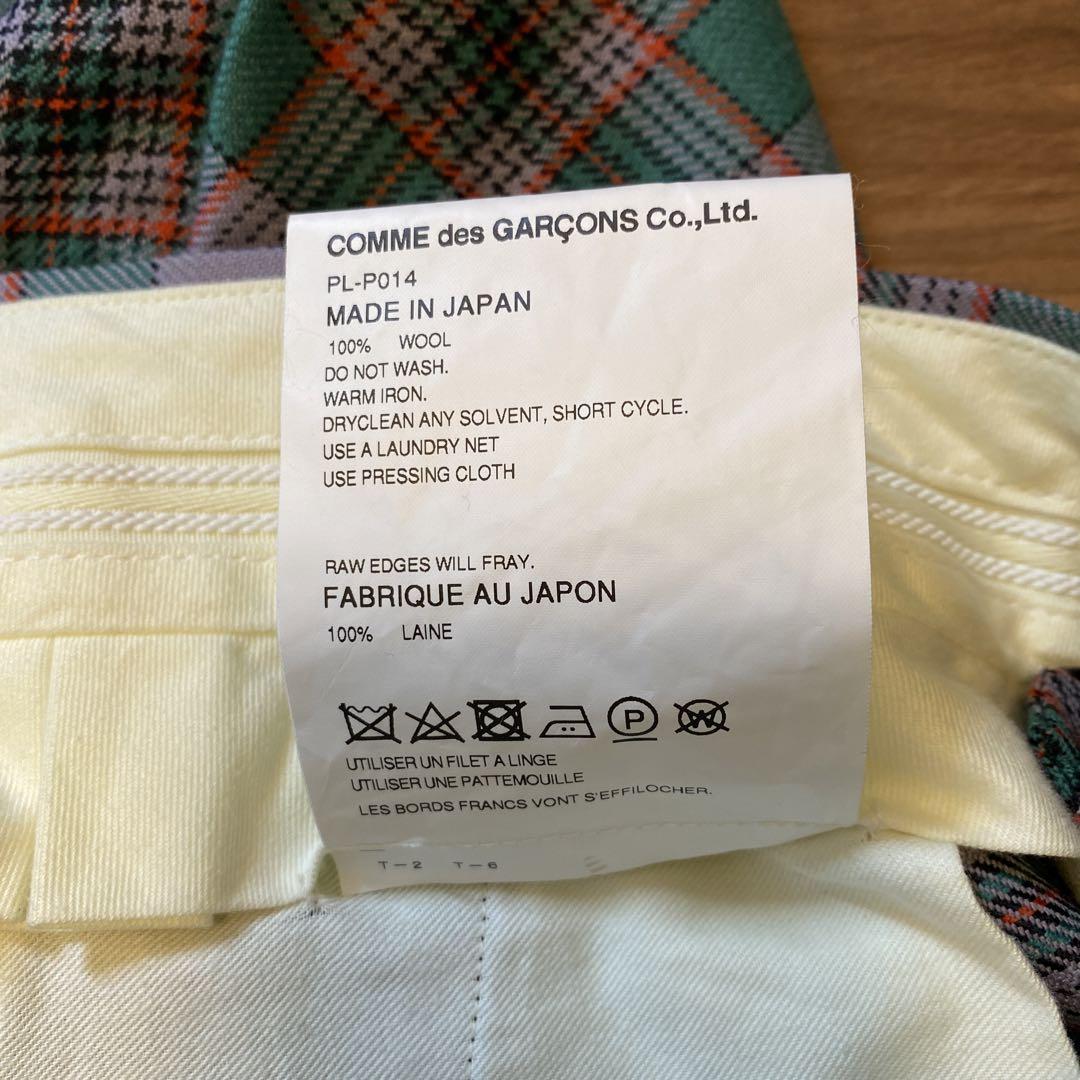 COMME des GARÇONS Co.,Ltd.
PL-P014
MADE IN JAPAN
100% WOOL
DO NOT WASH.
WARM IRON.
DRYCLEAN ANY SOLVENT, SHORT CYCLE.
USE A LAUNDRY NET
USE PRESSING CLOTH
RAW EDGES WILL FRAY.
FABRIQUE AU JAPON
100% LAINE
P W
UTILISER UN FILET A LINGE
UTILISER UNE PATTEMOUILLE
LES BORDS FRANCS VONT S'EFFILOCHER.
T-2 T-6